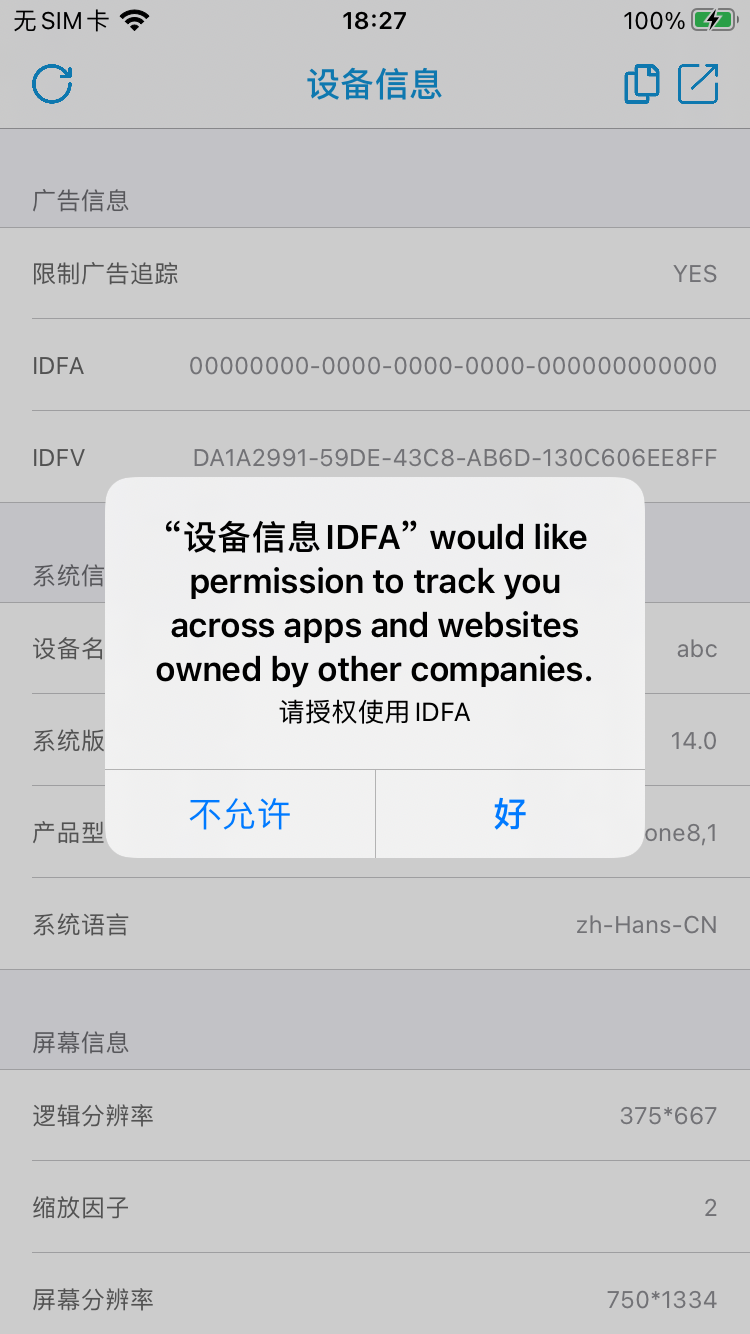 无SIM卡 18:27 100%
设备信息
广告信息
限制广告追踪 YES
IDFA 00000000-0000-0000-0000-000000000000
IDFV DA1A2991-59DE-43C8-AB6D-130C606EE8FF
“设备信息IDFA” would like
permission to track you
across apps and websites
owned by other companies.
请授权使用IDFA
不允许 好
系统信
设备名 abc
系统版 14.0
产品型 one8,1
系统语言 zh-Hans-CN
屏幕信息
逻辑分辨率 375*667
缩放因子 2
屏幕分辨率 750*1334